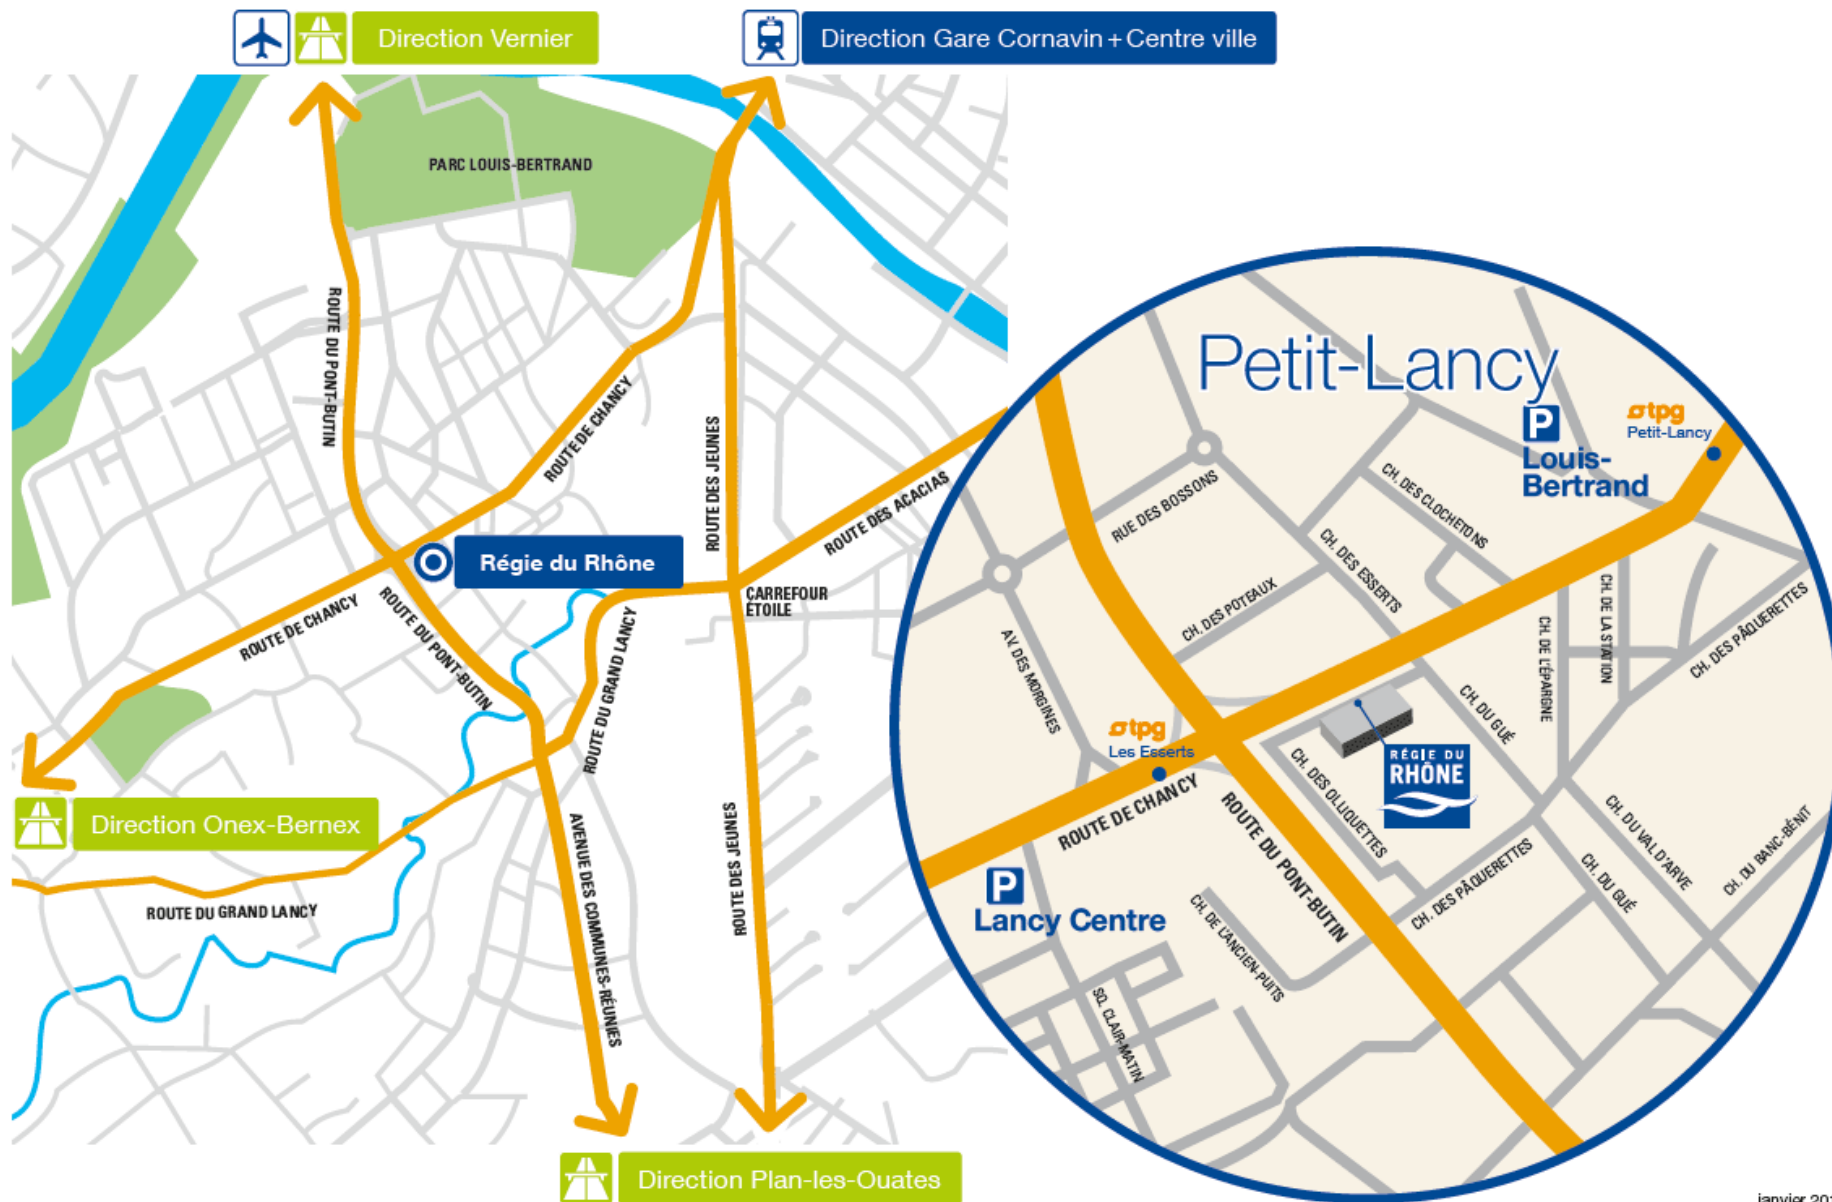 Direction Vernier
Direction Gare Cornavin + Centre ville
PARC LOUIS-BERTRAND
ROUTE DU PONT-BUTIN
ROUTE DE CHANCY
ROUTE DES JEUNES
ROUTE DES ACACIAS
Régie du Rhône
CARREFOUR
ÉTOILE
ROUTE DE CHANCY
ROUTE DU PONT-BUTIN
ROUTE DU GRAND LANCY
Direction Onex-Bernex
ROUTE DU GRAND LANCY
AVENUE DES COMMUNES-RÉUNIES
ROUTE DES JEUNES
Direction Plan-les-Ouates
Petit-Lancy
P
Louis-
Bertrand
tpg
Petit-Lancy
RUE DES BOSSONS
CH. DES CLOCHETONS
CH. DES ESSERTS
CH. DES POTEAUX
AV. DES MORGINES
CH. DE L'ÉPARGNE
CH. DE LA STATION
CH. DES PÂQUERETTES
CH. DU GUÉ
tpg
Les Esserts
RÉGIE DU
RHÔNE
ROUTE DE CHANCY
CH. DES OLLIQUETTES
ROUTE DU PONT-BUTIN
P
Lancy Centre
CH. DES PÂQUERETTES
CH. DU GUÉ
CH. DU VAL D'ARVE
CH. DU BANC-BÉNIT
CH. DE L'ANCIEN-PUITS
SQ. CLAIR-MATIN
janvier 20